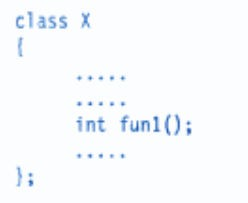 class X
{
.....
.....
int fun1();
.....
};